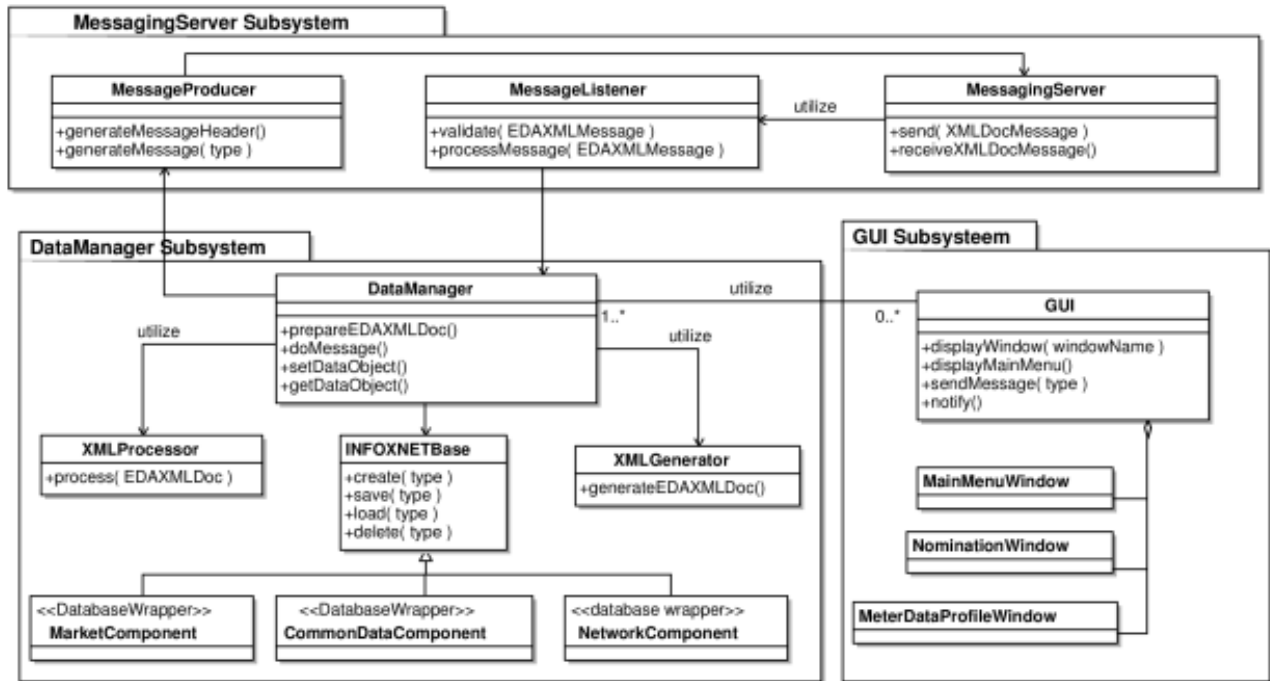 MessagingServer Subsystem
MessageProducer
+generateMessageHeader()
+generateMessage( type )
MessageListener
+validate( EDAXMLMessage )
+processMessage( EDAXMLMessage )
utilize
MessagingServer
+send( XMLDocMessage )
+receiveXMLDocMessage()
DataManager Subsystem
DataManager
+prepareEDAXMLDoc()
+doMessage()
+setDataObject()
+getDataObject()
utilize
utilize
utilize
1..*
0..*
XMLProcessor
+process( EDAXMLDoc )
INFOXNETBase
+create( type )
+save( type )
+load( type )
+delete( type )
XMLGenerator
+generateEDAXMLDoc()
<<DatabaseWrapper>>
MarketComponent
<<DatabaseWrapper>>
CommonDataComponent
<<database wrapper>>
NetworkComponent
GUI Subsysteem
GUI
+displayWindow( windowName )
+displayMainMenu()
+sendMessage( type )
+notify()
MainMenuWindow
NominationWindow
MeterDataProfileWindow